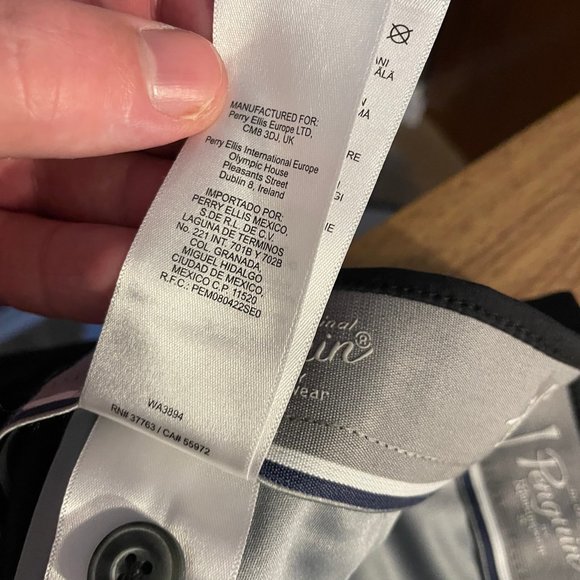 MANUFACTURED FOR:
Perry Ellis Europe LTD,
CM8 3DJ, UK
Perry Ellis International Europe
Olympic House
Pleasants Street
Dublin 8, Ireland
IMPORTADO POR:
PERRY ELLIS MEXICO,
S. DE R.L. DE C.V.
LAGUNA DE TERMINOS
No. 221 INT. 701B Y 702B
COL. GRANADA,
MIGUEL HIDALGO
CIUDAD DE MEXICO,
MEXICO C.P. 11520
R.F.C.: PEM080422SE0
WA3894
RN# 37763 / CA# 55972
Penguin